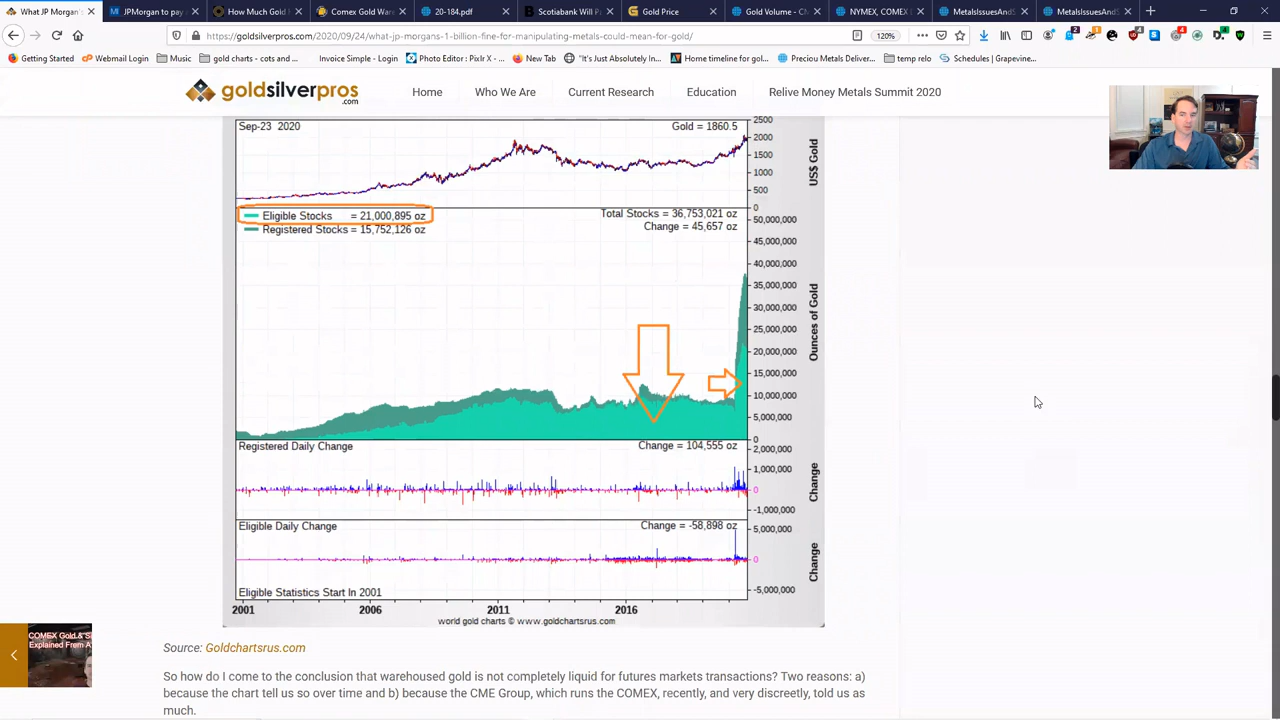 What JP Morgan's
JPMorgan to pay
How Much Gold
Comex Gold War
20-184.pdf
Scotiabank Will P
Gold Price
Gold Volume - C
NYMEX, COMEX
MetalsIssuesAndS
MetalsIssuesAndS
https://goldsilverpros.com/2020/09/24/what-jp-morgans-1-billion-fine-for-manipulating-metals-could-mean-for-gold/
120%
Getting Started
Webmail Login
Music
gold charts - cots and ...
Invoice Simple - Login
Photo Editor : Pixlr X - ...
New Tab
"It's Just Absolutely In...
Home timeline for gol...
Preciou Metals Deliver...
temp relo
Schedules | Grapevine...
goldsilverpros
.com
Home
Who We Are
Current Research
Education
Relive Money Metals Summit 2020
Sep-23 2020
Gold = 1860.5
2500
2000
1500
1000
500
0
US$ Gold
Eligible Stocks = 21,000,895 oz
Registered Stocks = 15,752,126 oz
Total Stocks = 36,753,021 oz
Change = 45,657 oz
50,000,000
45,000,000
40,000,000
35,000,000
30,000,000
25,000,000
20,000,000
15,000,000
10,000,000
5,000,000
0
Ounces of Gold
Registered Daily Change
Change = 104,555 oz
2,000,000
1,000,000
0
-1,000,000
Change
Eligible Daily Change
Change = -58,898 oz
5,000,000
0
-5,000,000
Change
Eligible Statistics Start In 2001
2001
2006
2011
2016
world gold charts © www.goldchartsrus.com
COMEX Gold & S
Explained From A
Source: Goldchartsrus.com
So how do I come to the conclusion that warehoused gold is not completely liquid for futures markets transactions? Two reasons: a)
because the chart tell us so over time and b) because the CME Group, which runs the COMEX, recently, and very discreetly, told us as
much.